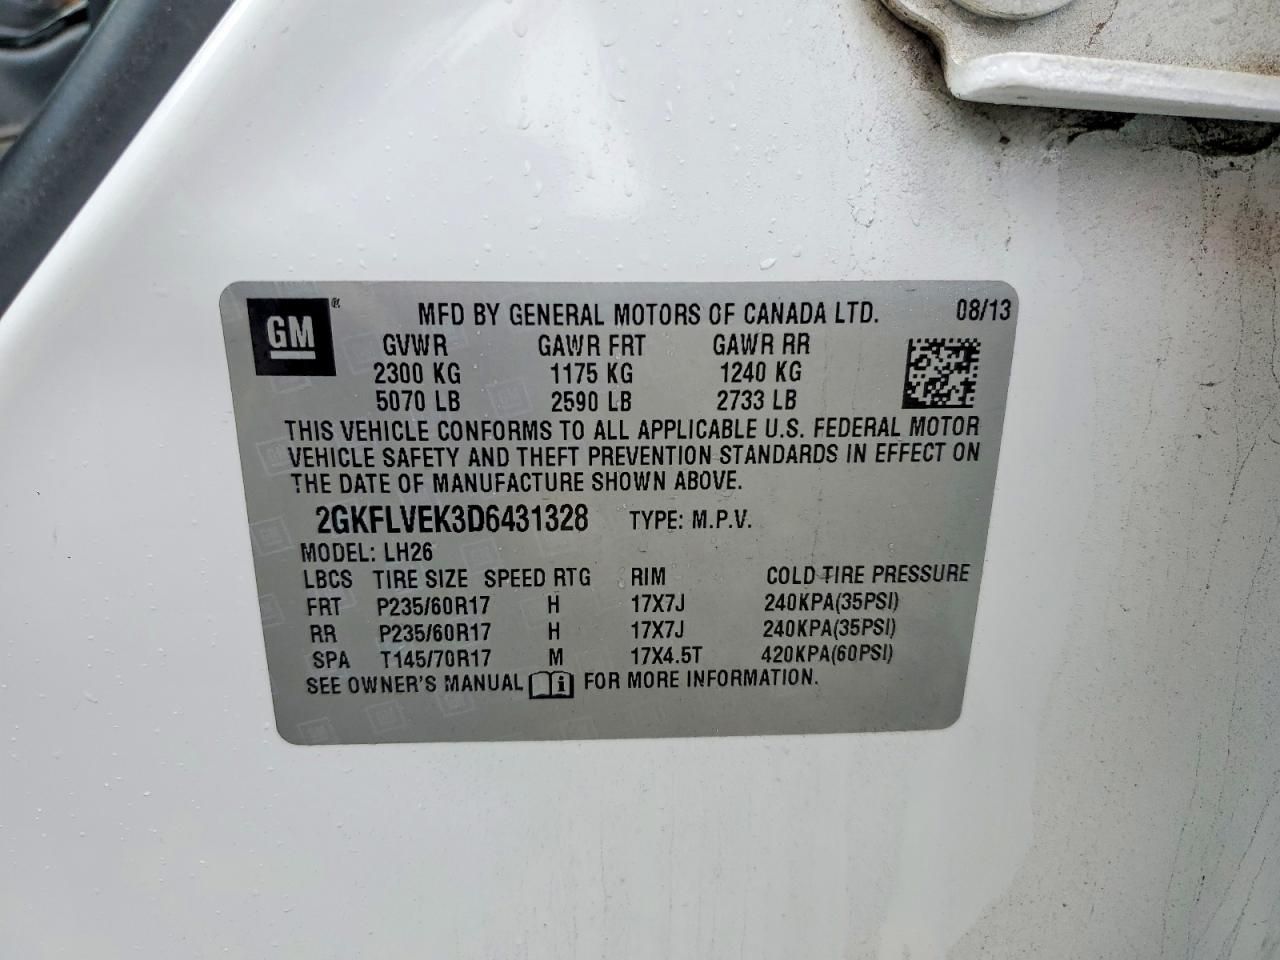 GM ® MFD BY GENERAL MOTORS OF CANADA LTD. 08/13
GVWR GAWR FRT GAWR RR
2300 KG 1175 KG 1240 KG
5070 LB 2590 LB 2733 LB
THIS VEHICLE CONFORMS TO ALL APPLICABLE U.S. FEDERAL MOTOR
VEHICLE SAFETY AND THEFT PREVENTION STANDARDS IN EFFECT ON
THE DATE OF MANUFACTURE SHOWN ABOVE.
2GKFLVEK3D6431328 TYPE: M.P.V.
MODEL: LH26
LBCS TIRE SIZE SPEED RTG RIM COLD TIRE PRESSURE
FRT P235/60R17 H 17X7J 240KPA(35PSI)
RR P235/60R17 H 17X7J 240KPA(35PSI)
SPA T145/70R17 M 17X4.5T 420KPA(60PSI)
SEE OWNER'S MANUAL i FOR MORE INFORMATION.